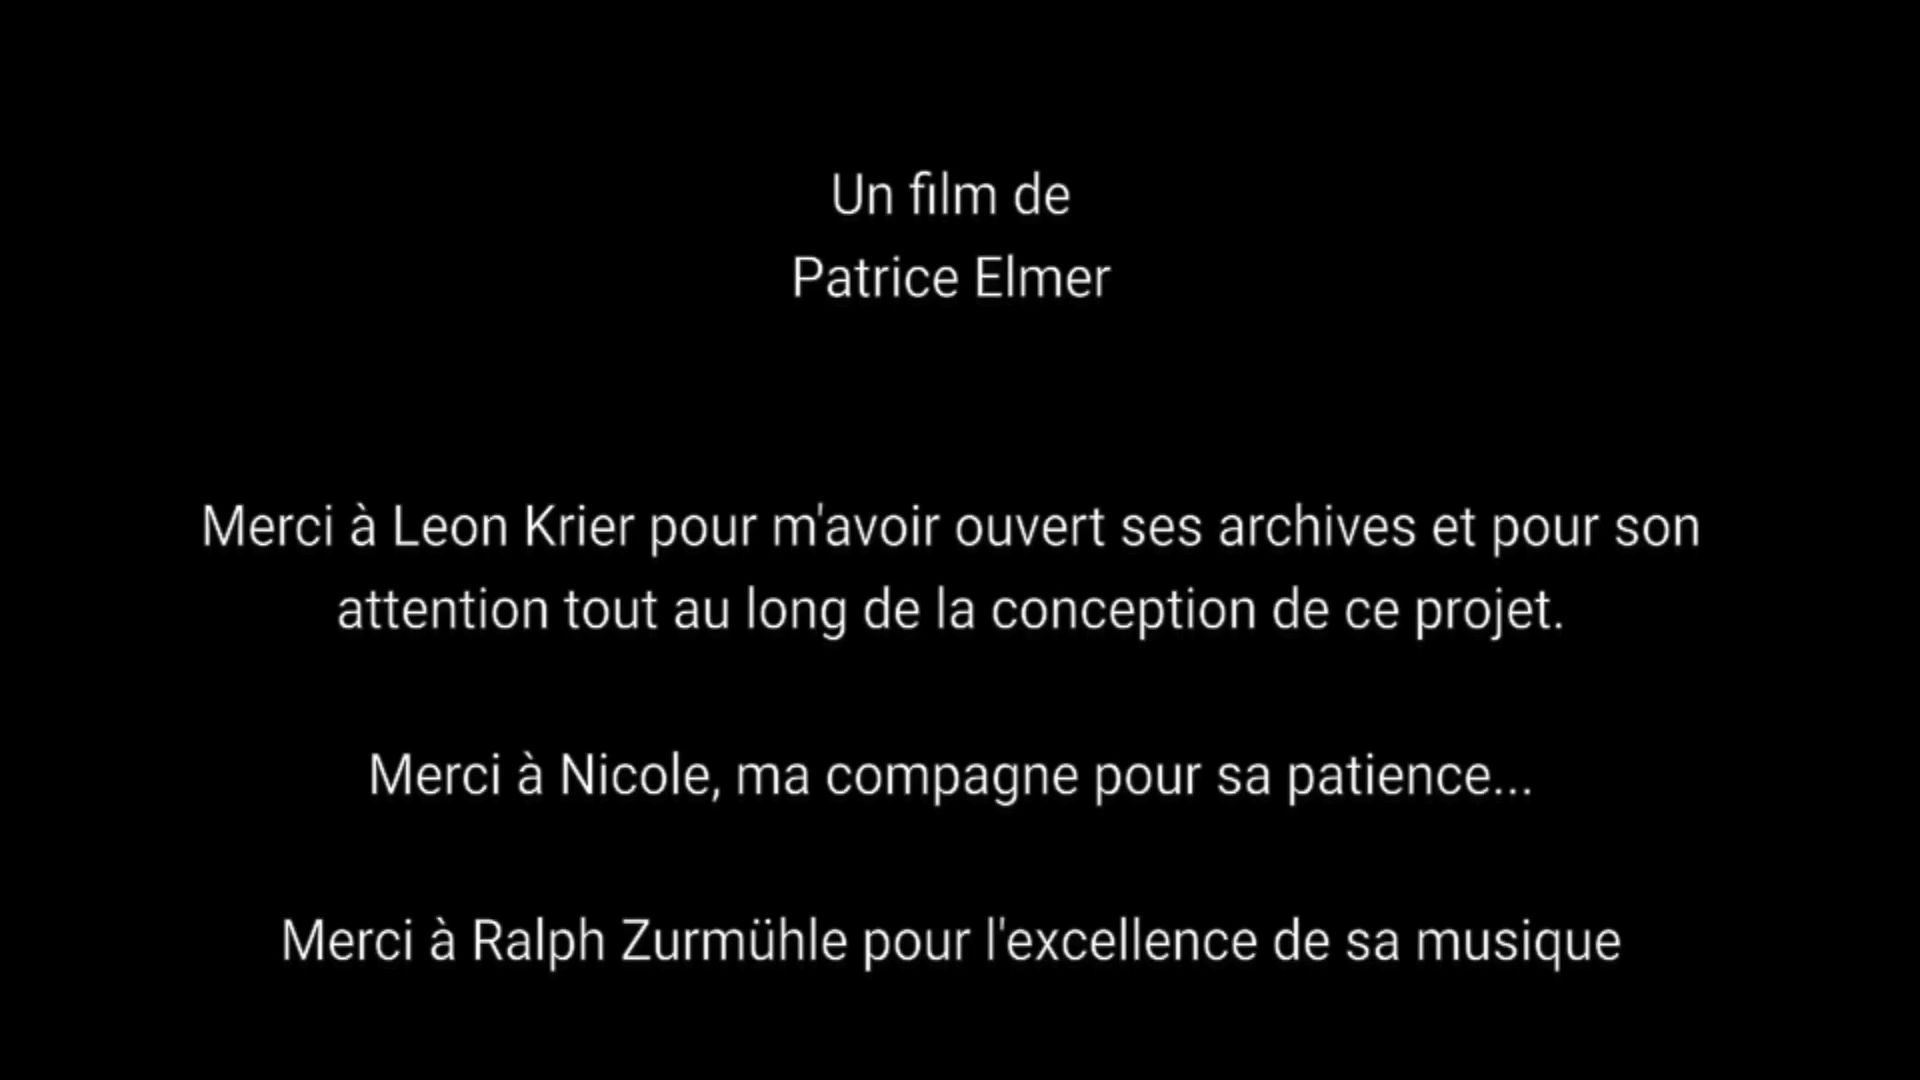 Un film de
Patrice Elmer
Merci à Leon Krier pour m'avoir ouvert ses archives et pour son
attention tout au long de la conception de ce projet.
Merci à Nicole, ma compagne pour sa patience...
Merci à Ralph Zurmühle pour l'excellence de sa musique